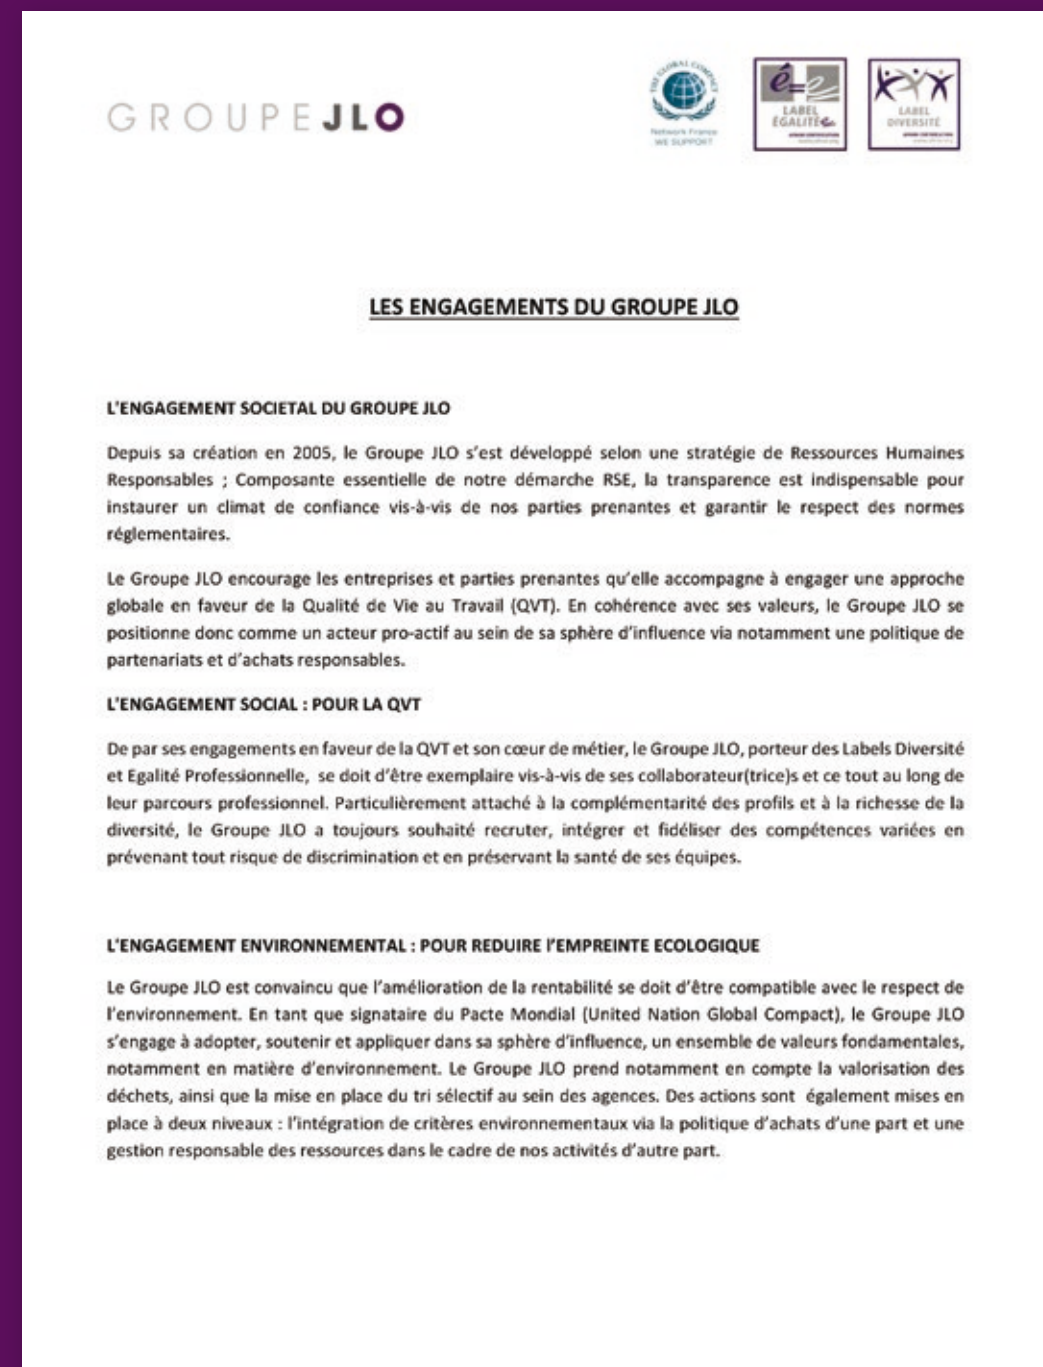 GROUPE JLO
THE GLOBAL COMPACT
Network France
WE SUPPORT
LABEL
ÉGALITÉ
LABEL
DIVERSITÉ
LES ENGAGEMENTS DU GROUPE JLO
L'ENGAGEMENT SOCIETAL DU GROUPE JLO
Depuis sa création en 2005, le Groupe JLO s'est développé selon une stratégie de Ressources Humaines
Responsables ; Composante essentielle de notre démarche RSE, la transparence est indispensable pour
instaurer un climat de confiance vis-à-vis de nos parties prenantes et garantir le respect des normes
réglementaires.
Le Groupe JLO encourage les entreprises et parties prenantes qu'elle accompagne à engager une approche
globale en faveur de la Qualité de Vie au Travail (QVT). En cohérence avec ses valeurs, le Groupe JLO se
positionne donc comme un acteur pro-actif au sein de sa sphère d'influence via notamment une politique de
partenariats et d'achats responsables.
L'ENGAGEMENT SOCIAL : POUR LA QVT
De par ses engagements en faveur de la QVT et son cœur de métier, le Groupe JLO, porteur des Labels Diversité
et Egalité Professionnelle, se doit d'être exemplaire vis-à-vis de ses collaborateur(trice)s et ce tout au long de
leur parcours professionnel. Particulièrement attaché à la complémentarité des profils et à la richesse de la
diversité, le Groupe JLO a toujours souhaité recruter, intégrer et fidéliser des compétences variées en
prévenant tout risque de discrimination et en préservant la santé de ses équipes.
L'ENGAGEMENT ENVIRONNEMENTAL : POUR REDUIRE l'EMPREINTE ECOLOGIQUE
Le Groupe JLO est convaincu que l'amélioration de la rentabilité se doit d'être compatible avec le respect de
l'environnement. En tant que signataire du Pacte Mondial (United Nation Global Compact), le Groupe JLO
s'engage à adopter, soutenir et appliquer dans sa sphère d'influence, un ensemble de valeurs fondamentales,
notamment en matière d'environnement. Le Groupe JLO prend notamment en compte la valorisation des
déchets, ainsi que la mise en place du tri sélectif au sein des agences. Des actions sont également mises en
place à deux niveaux : l'intégration de critères environnementaux via la politique d'achats d'une part et une
gestion responsable des ressources dans le cadre de nos activités d'autre part.